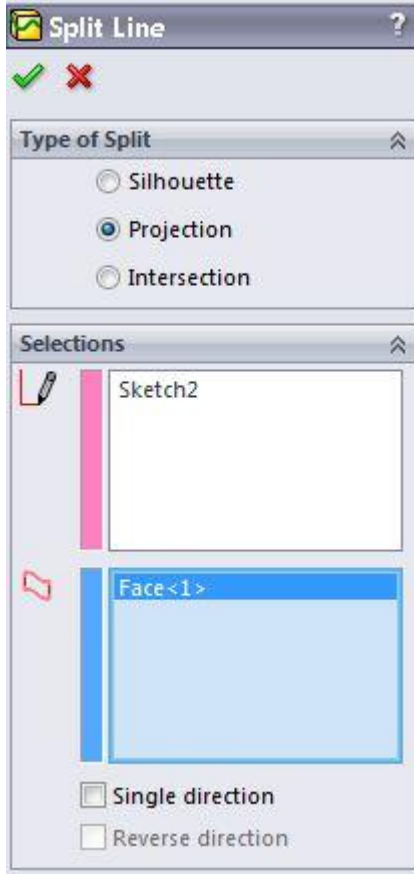 Split Line ?
Type of Split
Silhouette
Projection
Intersection
Selections
Sketch2
Face<1>
Single direction
Reverse direction